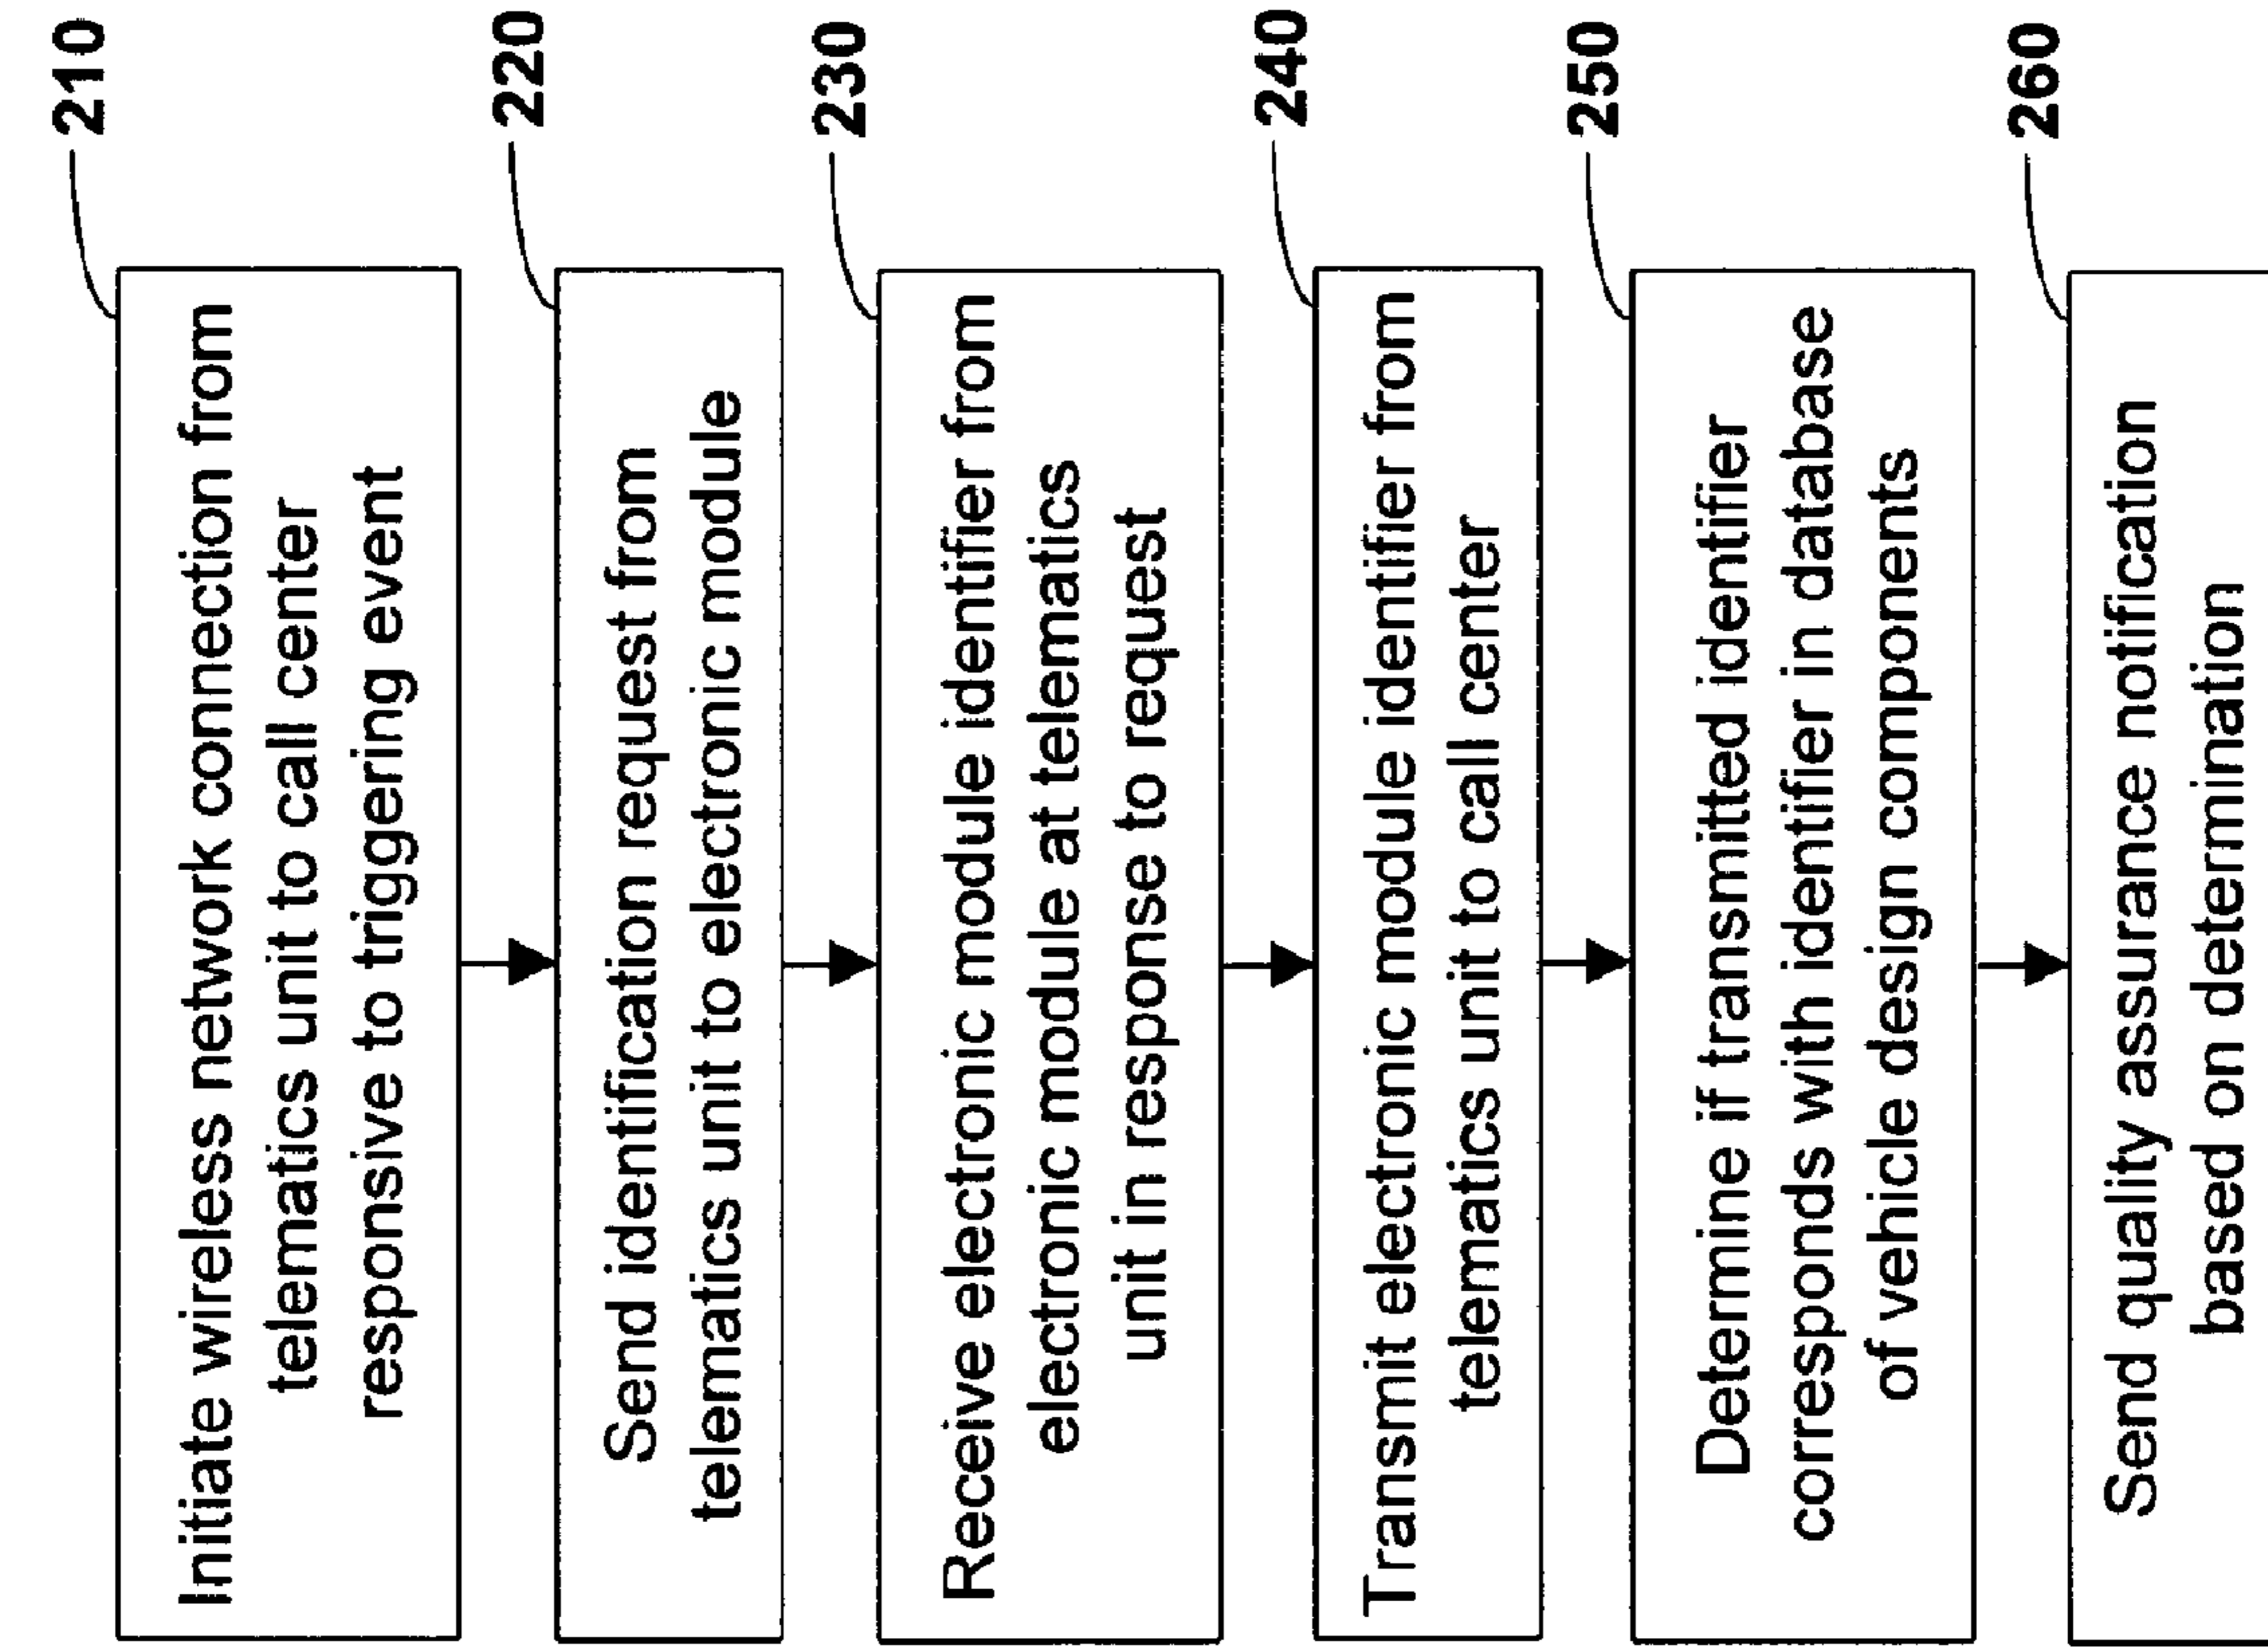 210
Initiate wireless network connection from
telematics unit to call center
responsive to triggering event
220
Send identification request from
telematics unit to electronic module
230
Receive electronic module identifier from
electronic module at telematics
unit in response to request
240
Transmit electronic module identifier from
telematics unit to call center
250
Determine if transmitted identifier
corresponds with identifier in database
of vehicle design components
260
Send quality assurance notification
based on determination